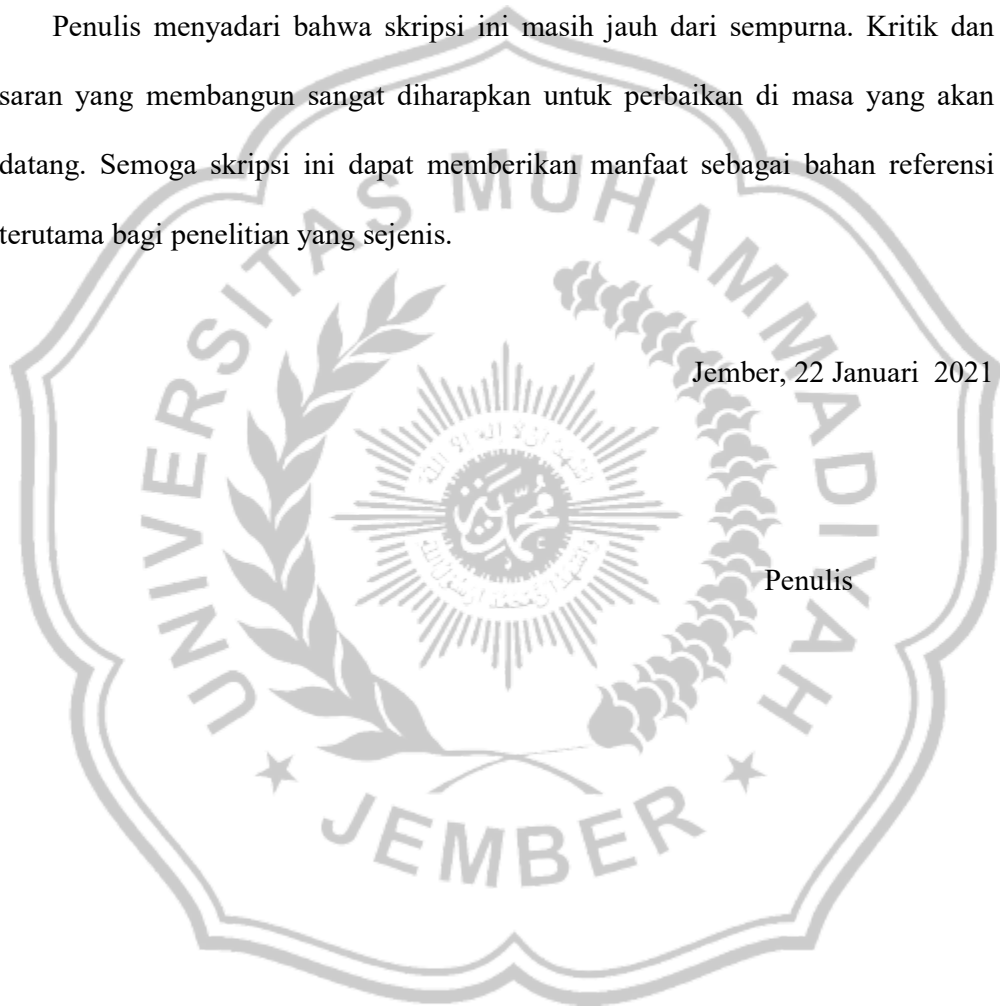 Penulis menyadari bahwa skripsi ini masih jauh dari sempurna. Kritik dan
saran yang membangun sangat diharapkan untuk perbaikan di masa yang akan
datang. Semoga skripsi ini dapat memberikan manfaat sebagai bahan referensi
terutama bagi penelitian yang sejenis.
Jember, 22 Januari  2021
Penulis
UNIVERSITAS MUHAMMADIYAH
JEMBER